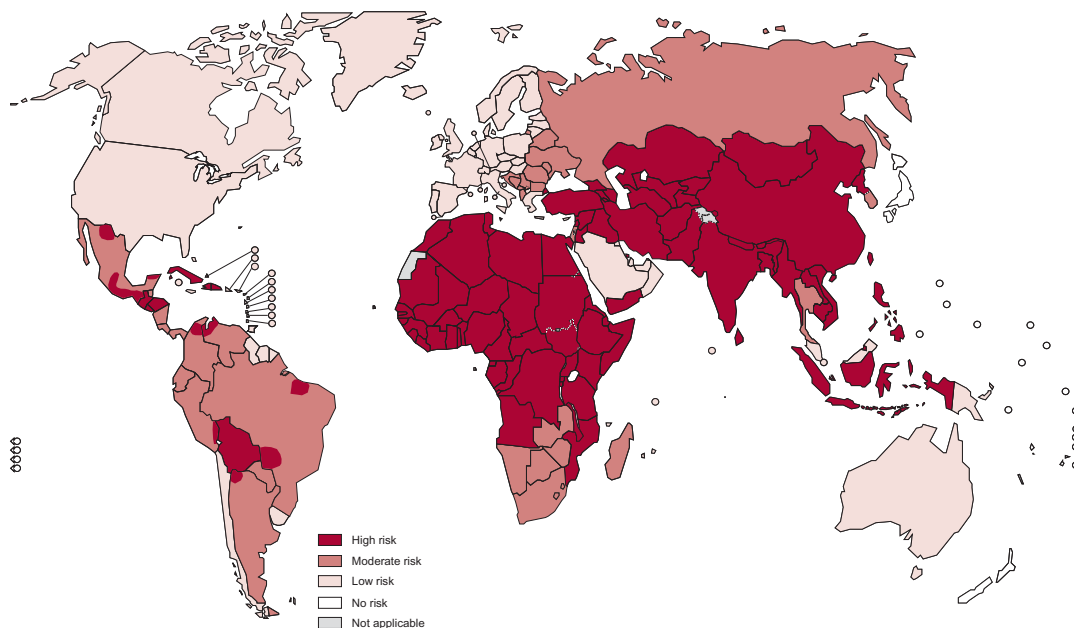 High risk
Moderate risk
Low risk
No risk
Not applicable